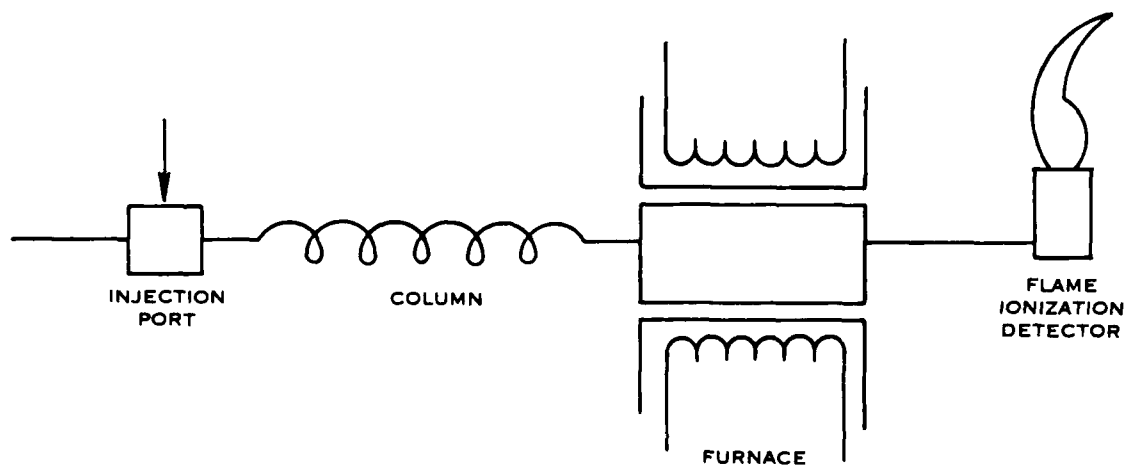 INJECTION
PORT
COLUMN
FURNACE
FLAME
IONIZATION
DETECTOR